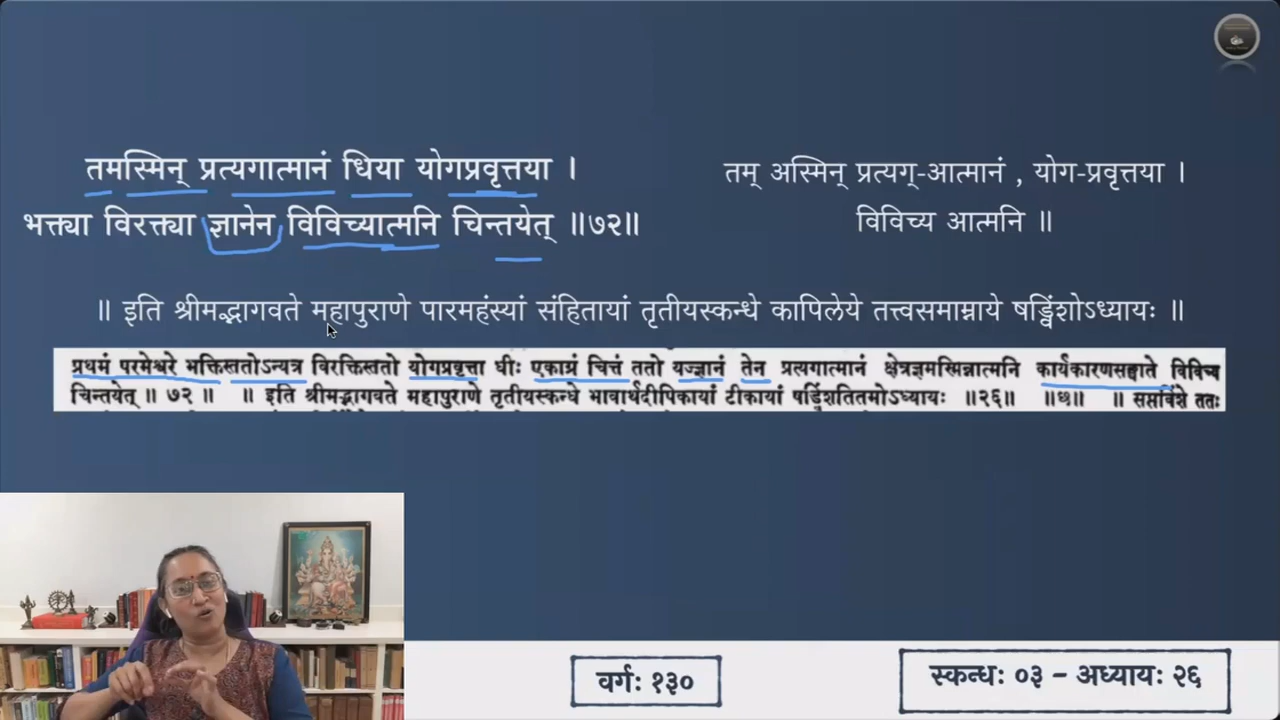 तमस्मिन् प्रत्यगात्मानं धिया योगप्रवृत्तया ।
भक्त्या विरक्त्या ज्ञानेन विविच्यात्मनि चिन्तयेत् ॥७२॥
तम् अस्मिन् प्रत्यग्-आत्मानं , योग-प्रवृत्तया ।
विविच्य आत्मनि ॥
॥ इति श्रीमद्भागवते महापुराणे पारमहंस्यां संहितायां तृतीयस्कन्धे कापिलेये तत्त्वसमाम्नाये षड्विंशोऽध्यायः ॥
प्रथमं परमेश्वरे भक्तिस्ततोऽन्यत्र विरक्तिस्ततो योगप्रवृत्ता धीः एकाग्रं चित्तं ततो यज्ज्ञानं तेन प्रत्यगात्मानं क्षेत्रज्ञमस्मिन्नात्मनि कार्यकारणसङ्घाते विविच्य
चिन्तयेत् ॥ ७२ ॥ ॥ इति श्रीमद्भागवते महापुराणे तृतीयस्कन्धे भावार्थदीपिकायां टीकायां षड्विंशतितमोऽध्यायः ॥२६॥ ॥छ॥ ॥ सप्तविंशे ततः
वर्गः १३०
स्कन्धः ०३ - अध्यायः २६